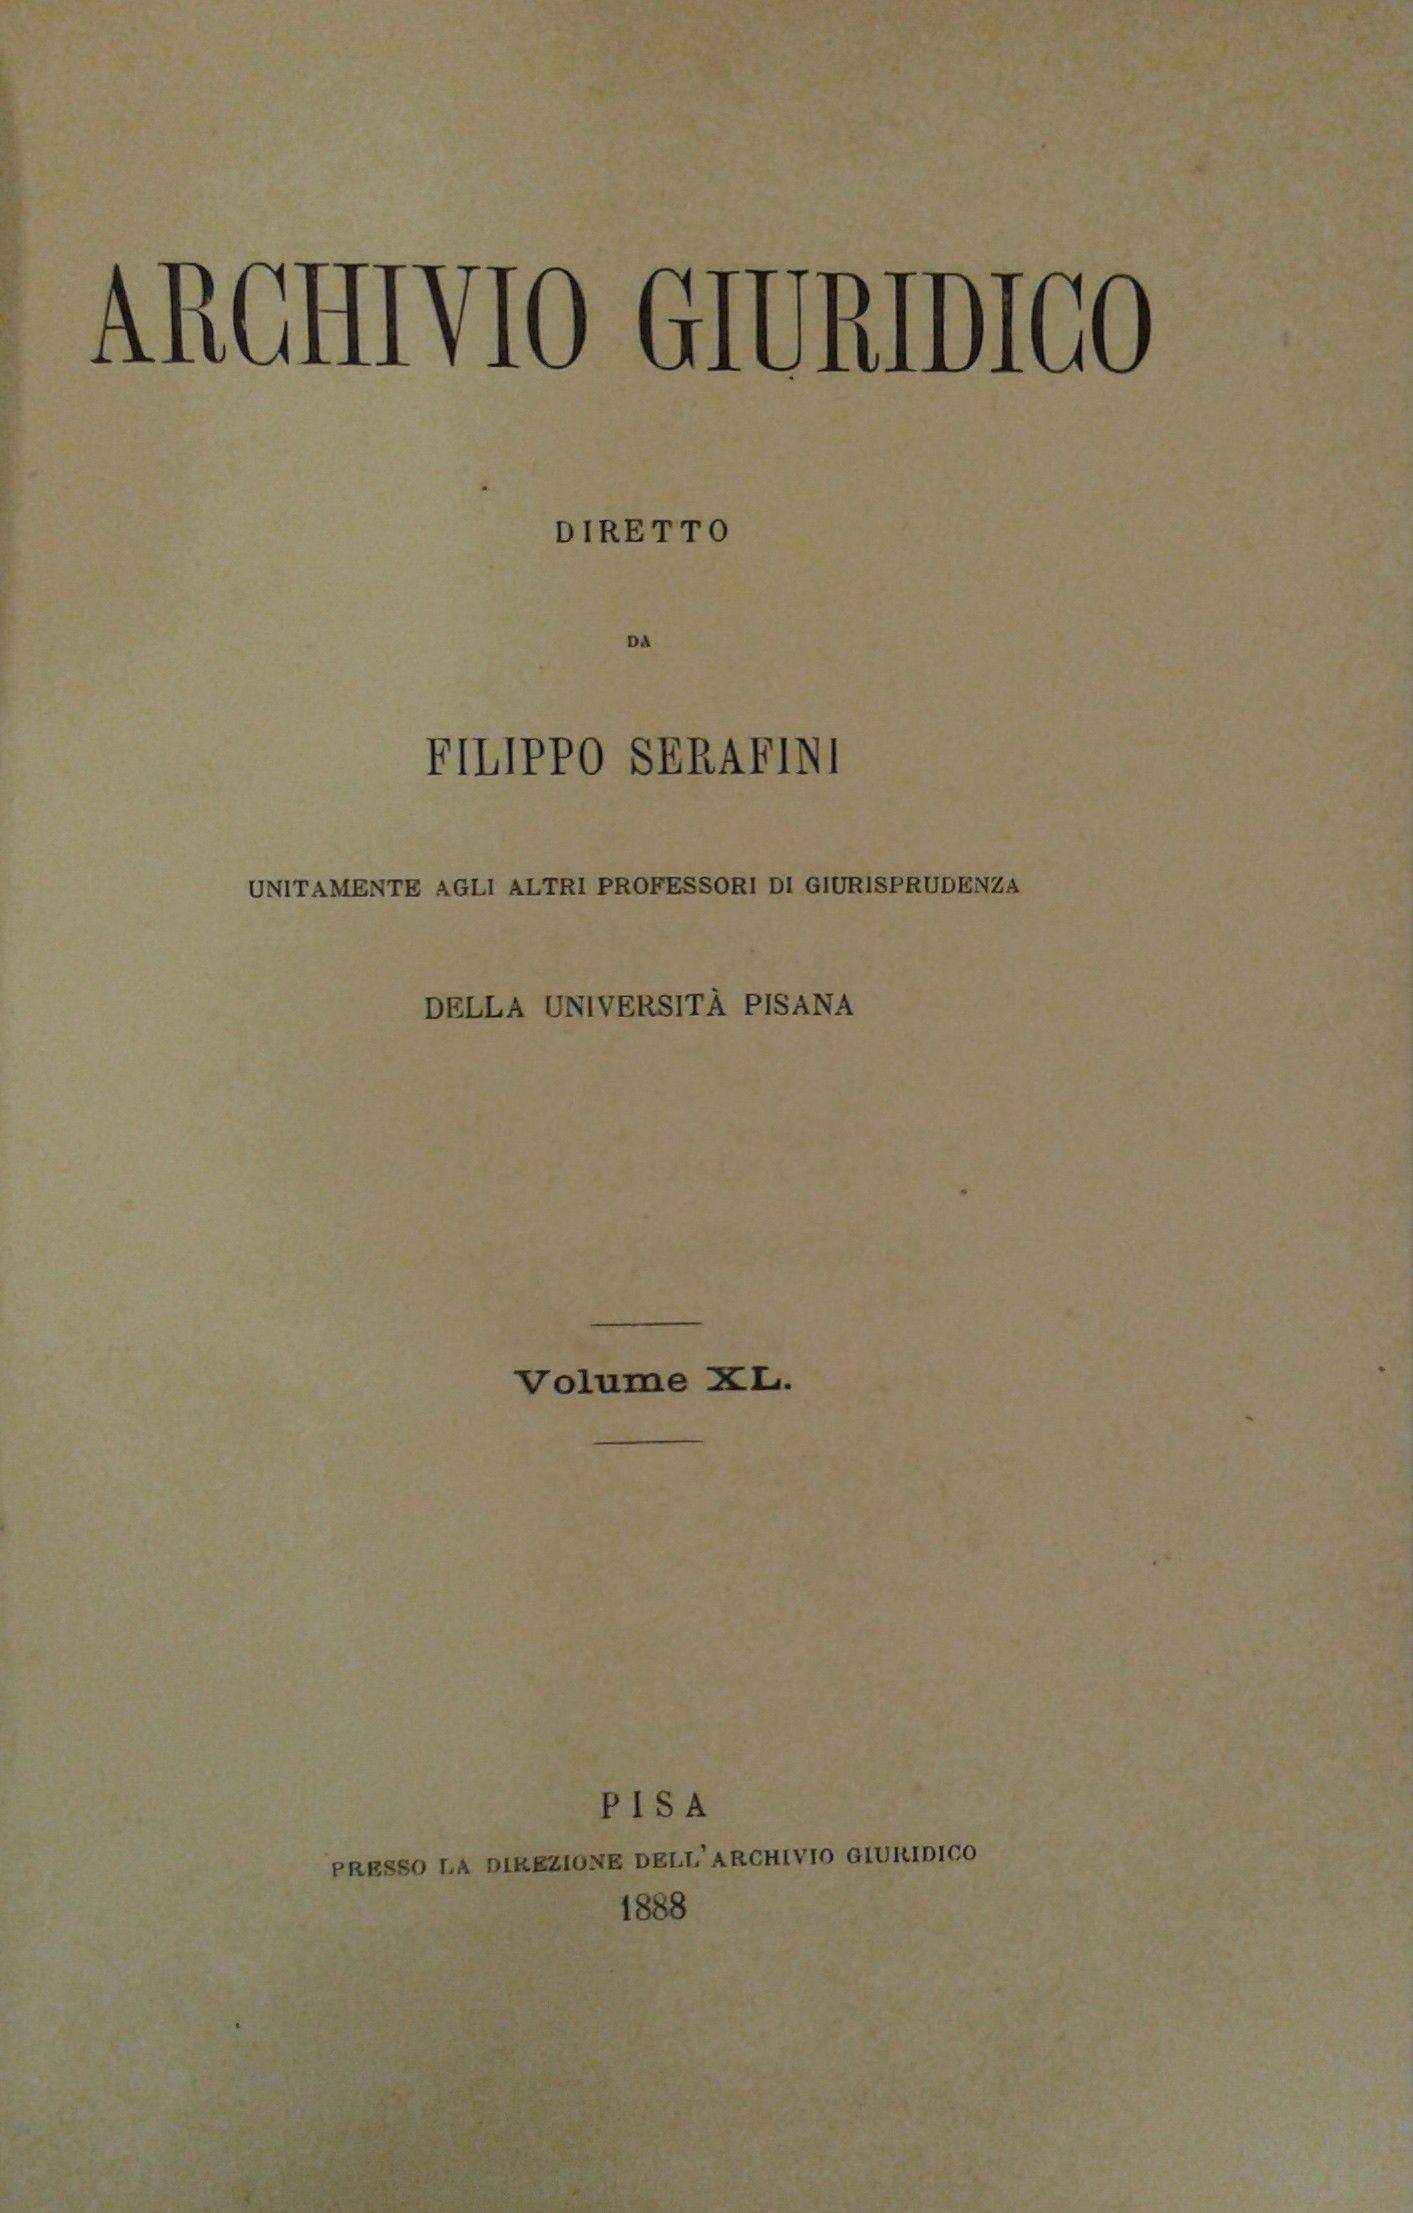 ARCHIVIO GIURIDICO
DIRETTO
DA
FILIPPO SERAFINI
UNITAMENTE AGLI ALTRI PROFESSORI DI GIURISPRUDENZA
DELLA UNIVERSITÀ PISANA
Volume XL.
PISA
PRESSO LA DIREZIONE DELL'ARCHIVIO GIURIDICO
1888